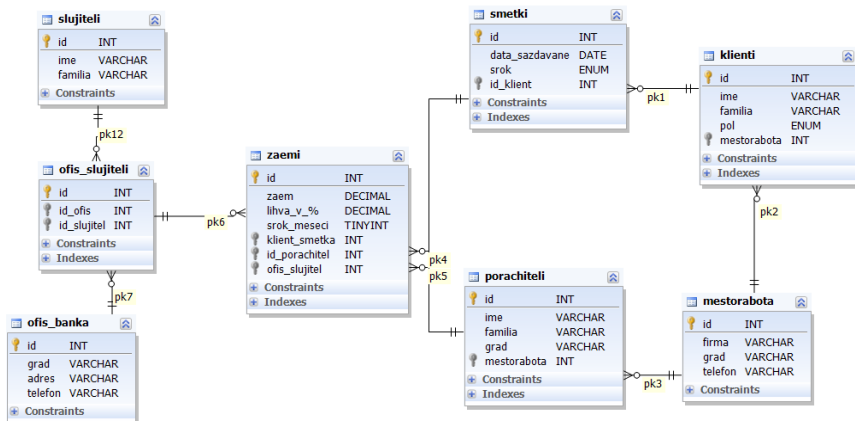 slujiteli
id INT
ime VARCHAR
familia VARCHAR
Constraints
pk12
ofis_slujiteli
id INT
id_ofis INT
id_slujitel INT
Constraints
Indexes
pk7
ofis_banka
id INT
grad VARCHAR
adres VARCHAR
telefon VARCHAR
Constraints
pk6
zaemi
id INT
zaem DECIMAL
lihva_v_% DECIMAL
srok_meseci TINYINT
klient_smetka INT
id_porachitel INT
ofis_slujitel INT
Constraints
Indexes
pk4
pk5
smetki
id INT
data_sazdavane DATE
srok ENUM
id_klient INT
Constraints
Indexes
pk1
klienti
id INT
ime VARCHAR
familia VARCHAR
pol ENUM
mestorabota INT
Constraints
Indexes
pk2
porachiteli
id INT
ime VARCHAR
familia VARCHAR
grad VARCHAR
mestorabota INT
Constraints
Indexes
pk3
mestorabota
id INT
firma VARCHAR
grad VARCHAR
telefon VARCHAR
Constraints